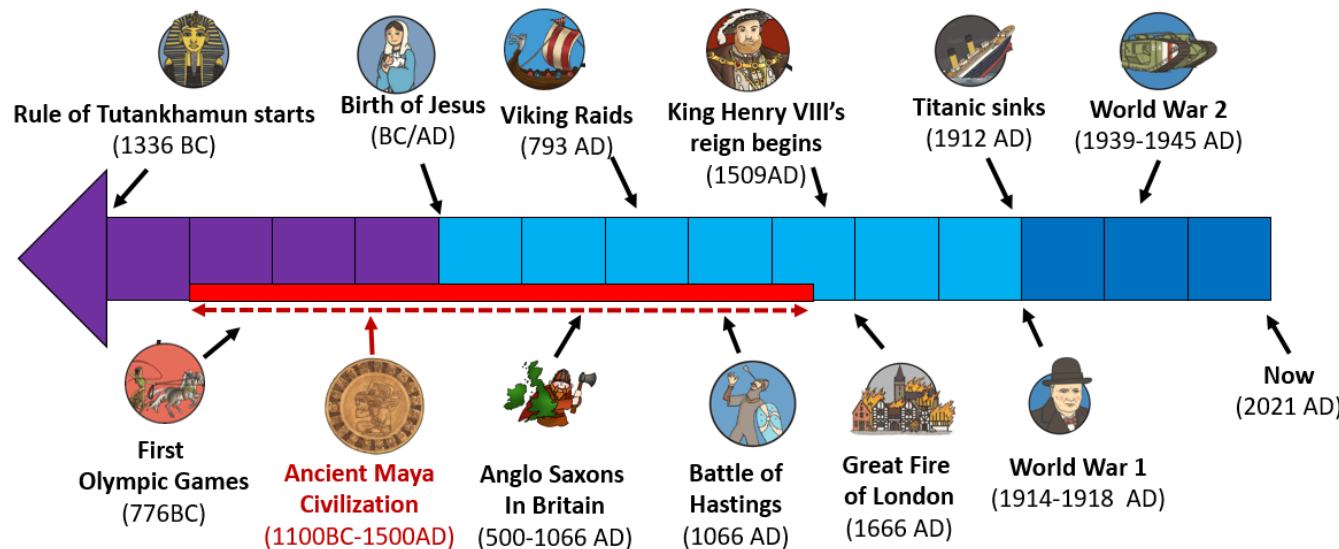 Rule of Tutankhamun starts
(1336 BC)
Birth of Jesus
(BC/AD)
Viking Raids
(793 AD)
King Henry VIII's
reign begins
(1509AD)
Titanic sinks
(1912 AD)
World War 2
(1939-1945 AD)
First
Olympic Games
(776BC)
Ancient Maya
Civilization
(1100BC-1500AD)
Anglo Saxons
In Britain
(500-1066 AD)
Battle of
Hastings
(1066 AD)
Great Fire
of London
(1666 AD)
World War 1
(1914-1918 AD)
Now
(2021 AD)